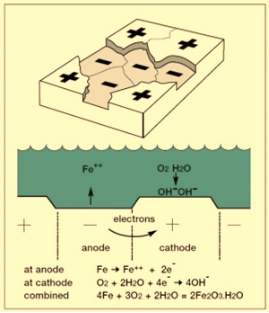 + + - - - - + + +
Fe++ O2 H2O
OH-OH-
electrons
+ - + -
anode cathode
at anode Fe → Fe++ + 2e-
at cathode O2 + 2H2O + 4e- → 4OH-
combined 4Fe + 3O2 + 2H2O = 2Fe2O3.H2O